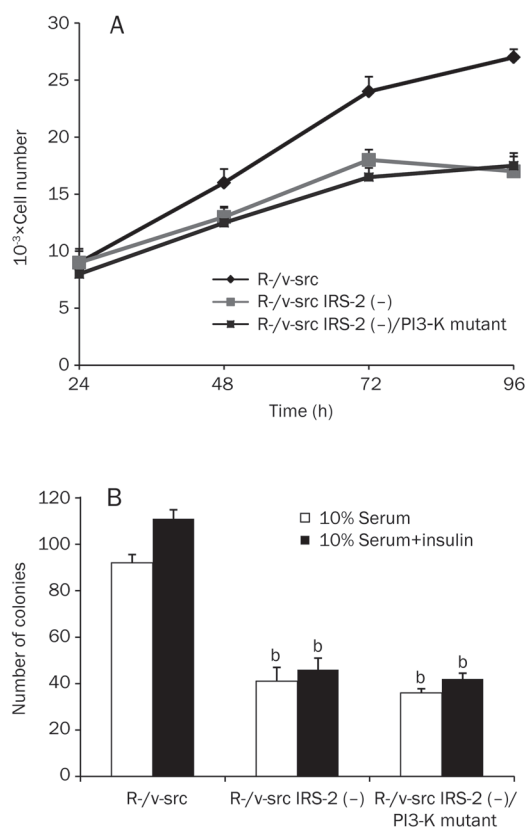 A
30
25
20
15
10
5
0
10⁻³×Cell number
R-/v-src
R-/v-src IRS-2 (–)
R-/v-src IRS-2 (–)/PI3-K mutant
24 48 72 96
Time (h)
B
120
100
80
60
40
20
0
Number of colonies
10% Serum
10% Serum+insulin
b b b b
R-/v-src R-/v-src IRS-2 (–) R-/v-src IRS-2 (–)/
PI3-K mutant